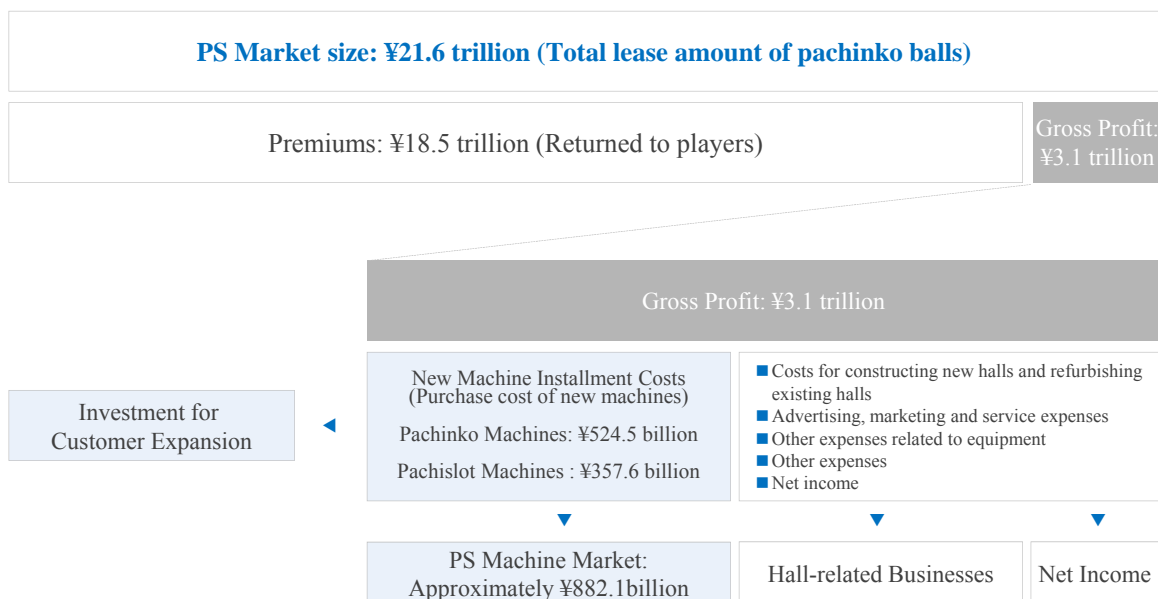 PS Market size: ¥21.6 trillion (Total lease amount of pachinko balls)
Premiums: ¥18.5 trillion (Returned to players)
Gross Profit:
¥3.1 trillion
Gross Profit: ¥3.1 trillion
Investment for
Customer Expansion
New Machine Installment Costs
(Purchase cost of new machines)
Pachinko Machines: ¥524.5 billion
Pachislot Machines : ¥357.6 billion
Costs for constructing new halls and refurbishing
existing halls
Advertising, marketing and service expenses
Other expenses related to equipment
Other expenses
Net income
PS Machine Market:
Approximately ¥882.1billion
Hall-related Businesses
Net Income